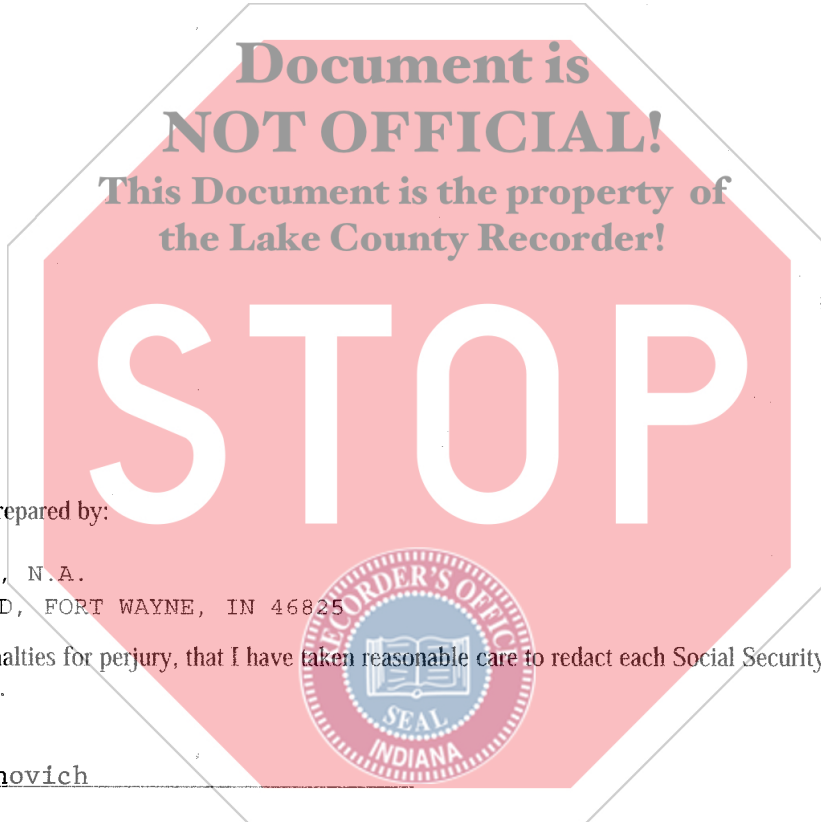 Document is
NOT OFFICIAL!
This Document is the property of
the Lake County Recorder!
STOP
repared by:
, N.A.
D, FORT WAYNE, IN 46825
alties for perjury, that I have taken reasonable care to redact each Social Security
.
RECORDER'S OFFICE
SEAL
INDIANA
novich